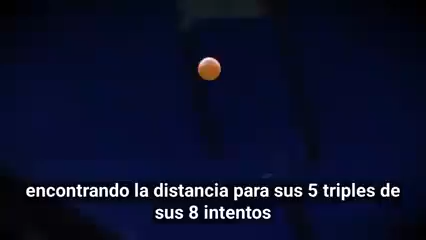 encontrando la distancia para sus 5 triples de
sus 8 intentos